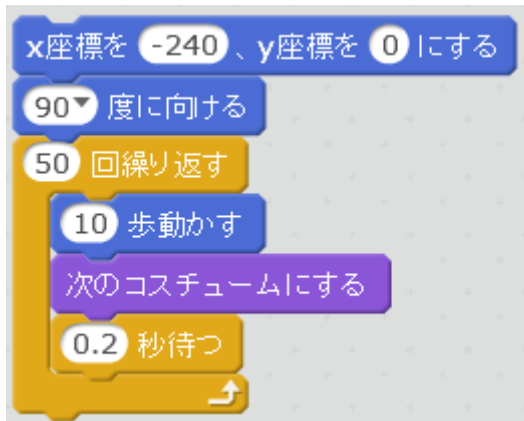 x座標を -240 、y座標を 0 にする
90 度に向ける
50 回繰り返す
10 歩動かす
次のコスチュームにする
0.2 秒待つ